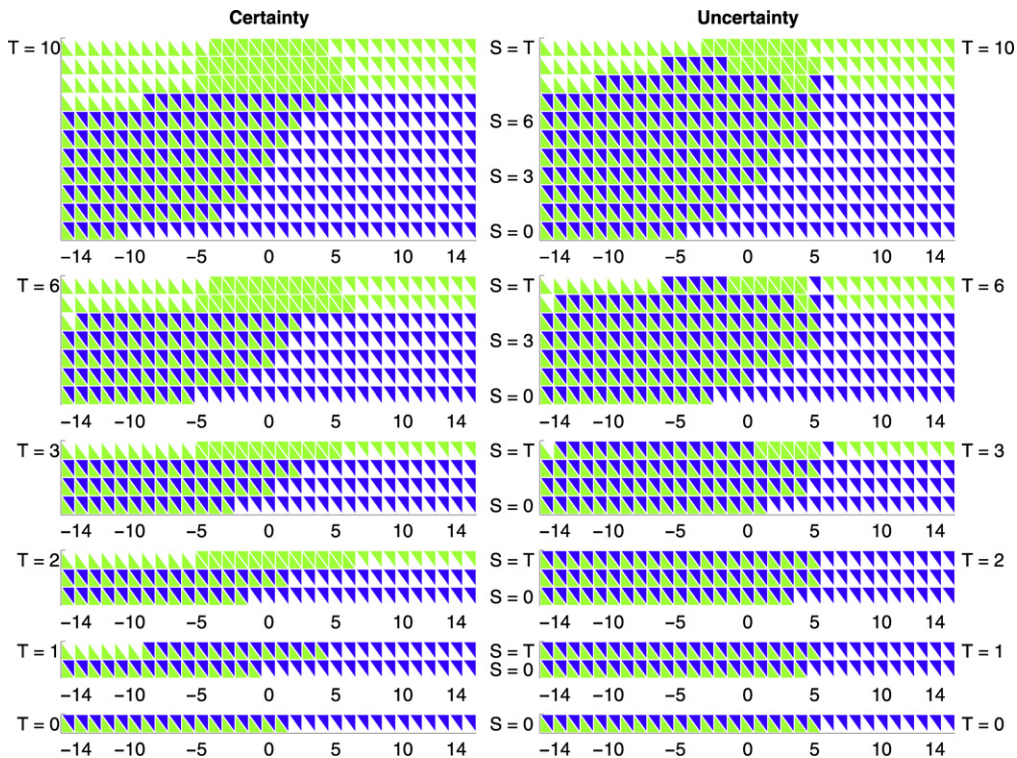 Certainty Uncertainty
T = 10 S = T T = 10
S = 6
S = 3
S = 0
−14 −10 −5 0 5 10 14 −14 −10 −5 0 5 10 14
T = 6 S = T T = 6
S = 3
S = 0
−14 −10 −5 0 5 10 14 −14 −10 −5 0 5 10 14
T = 3 S = T T = 3
S = 0
−14 −10 −5 0 5 10 14 −14 −10 −5 0 5 10 14
T = 2 S = T T = 2
S = 0
−14 −10 −5 0 5 10 14 −14 −10 −5 0 5 10 14
T = 1 S = T T = 1
S = 0
−14 −10 −5 0 5 10 14 −14 −10 −5 0 5 10 14
T = 0 S = 0 T = 0
−14 −10 −5 0 5 10 14 −14 −10 −5 0 5 10 14